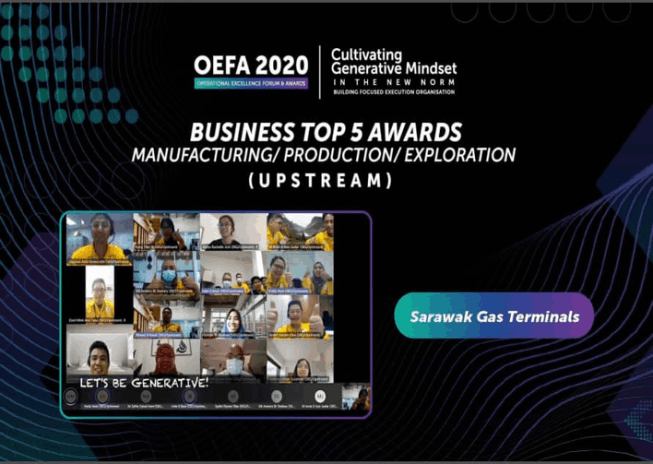 OEFA 2020
OPERATIONAL EXCELLENCE FORUM & AWARDS
Cultivating
Generative Mindset
IN THE NEW NORM
BUILDING FOCUSED EXECUTION ORGANISATION
BUSINESS TOP 5 AWARDS
MANUFACTURING/ PRODUCTION/ EXPLORATION
(UPSTREAM)
Sarawak Gas Terminals
LET'S BE GENERATIVE!